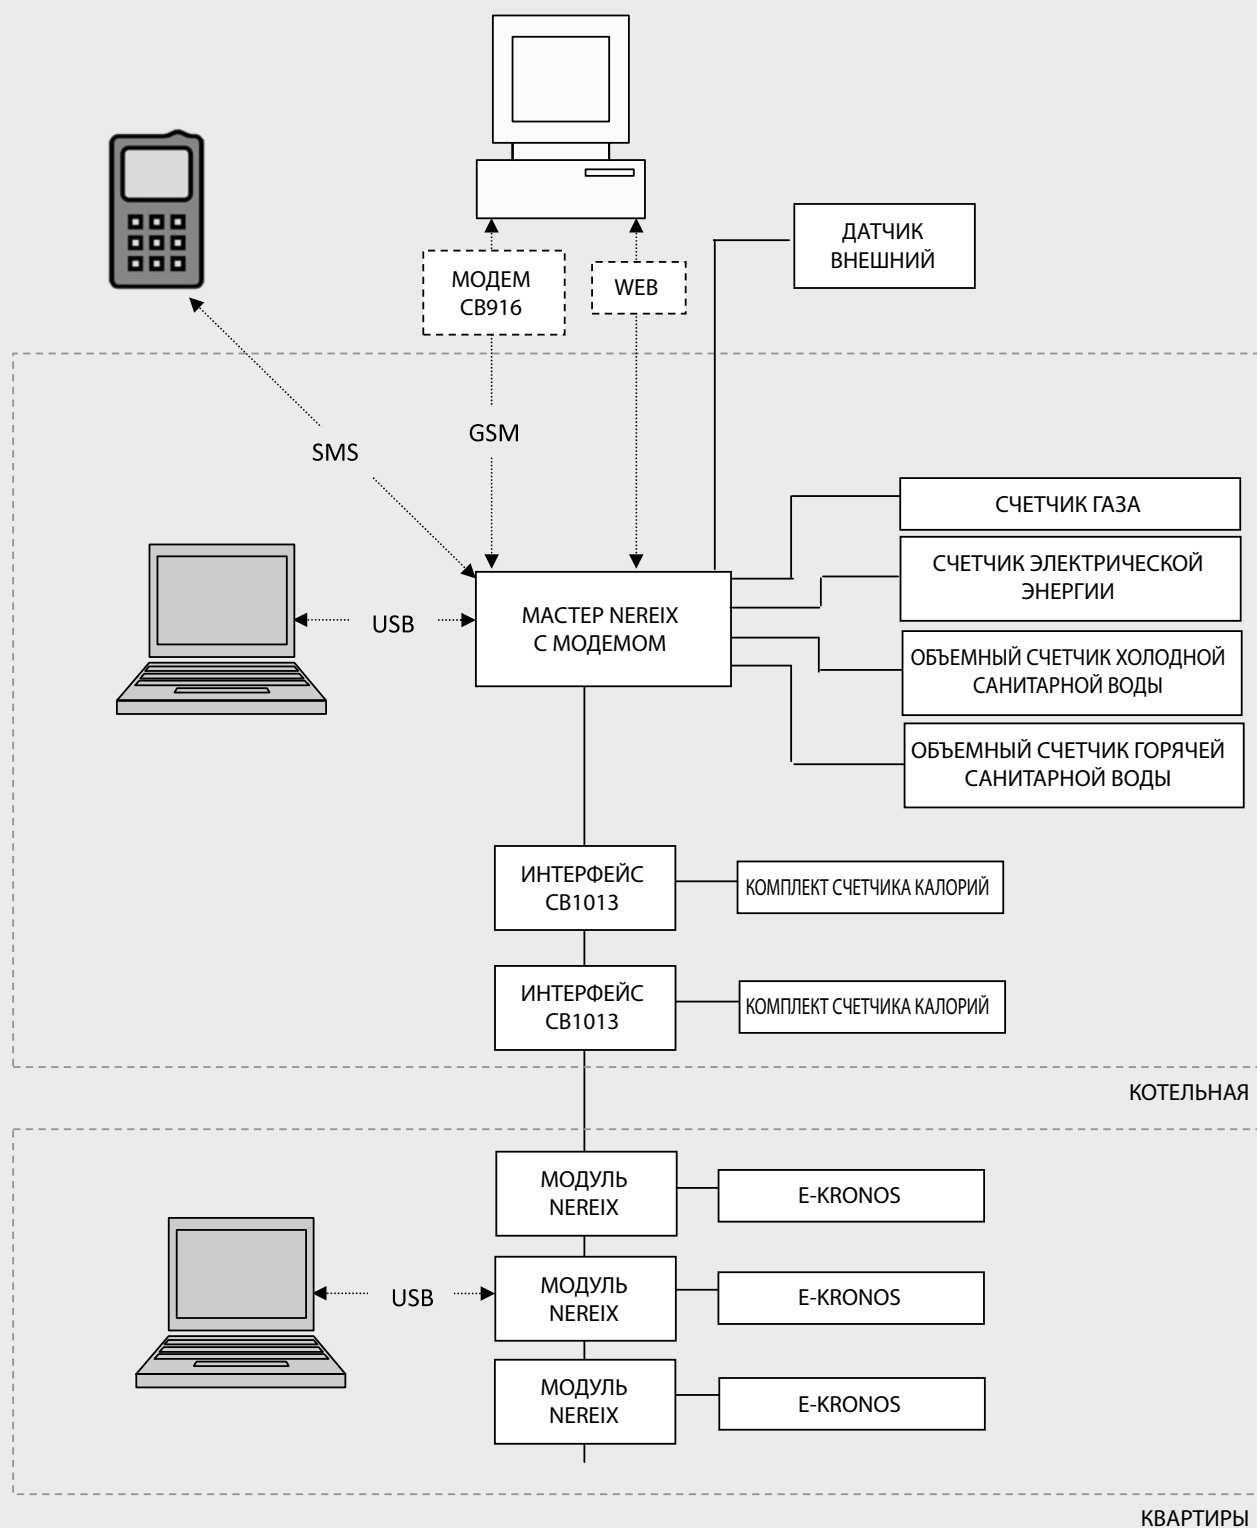 ДАТЧИК
ВНЕШНИЙ
МОДЕМ
CB916
WEB
SMS
GSM
СЧЕТЧИК ГАЗА
СЧЕТЧИК ЭЛЕКТРИЧЕСКОЙ
ЭНЕРГИИ
USB
МАСТЕР NEREIX
С МОДЕМОМ
ОБЪЕМНЫЙ СЧЕТЧИК ХОЛОДНОЙ
САНИТАРНОЙ ВОДЫ
ОБЪЕМНЫЙ СЧЕТЧИК ГОРЯЧЕЙ
САНИТАРНОЙ ВОДЫ
ИНТЕРФЕЙС
CB1013
КОМПЛЕКТ СЧЕТЧИКА КАЛОРИЙ
ИНТЕРФЕЙС
CB1013
КОМПЛЕКТ СЧЕТЧИКА КАЛОРИЙ
КОТЕЛЬНАЯ
МОДУЛЬ
NEREIX
E-KRONOS
USB
МОДУЛЬ
NEREIX
E-KRONOS
МОДУЛЬ
NEREIX
E-KRONOS
КВАРТИРЫ